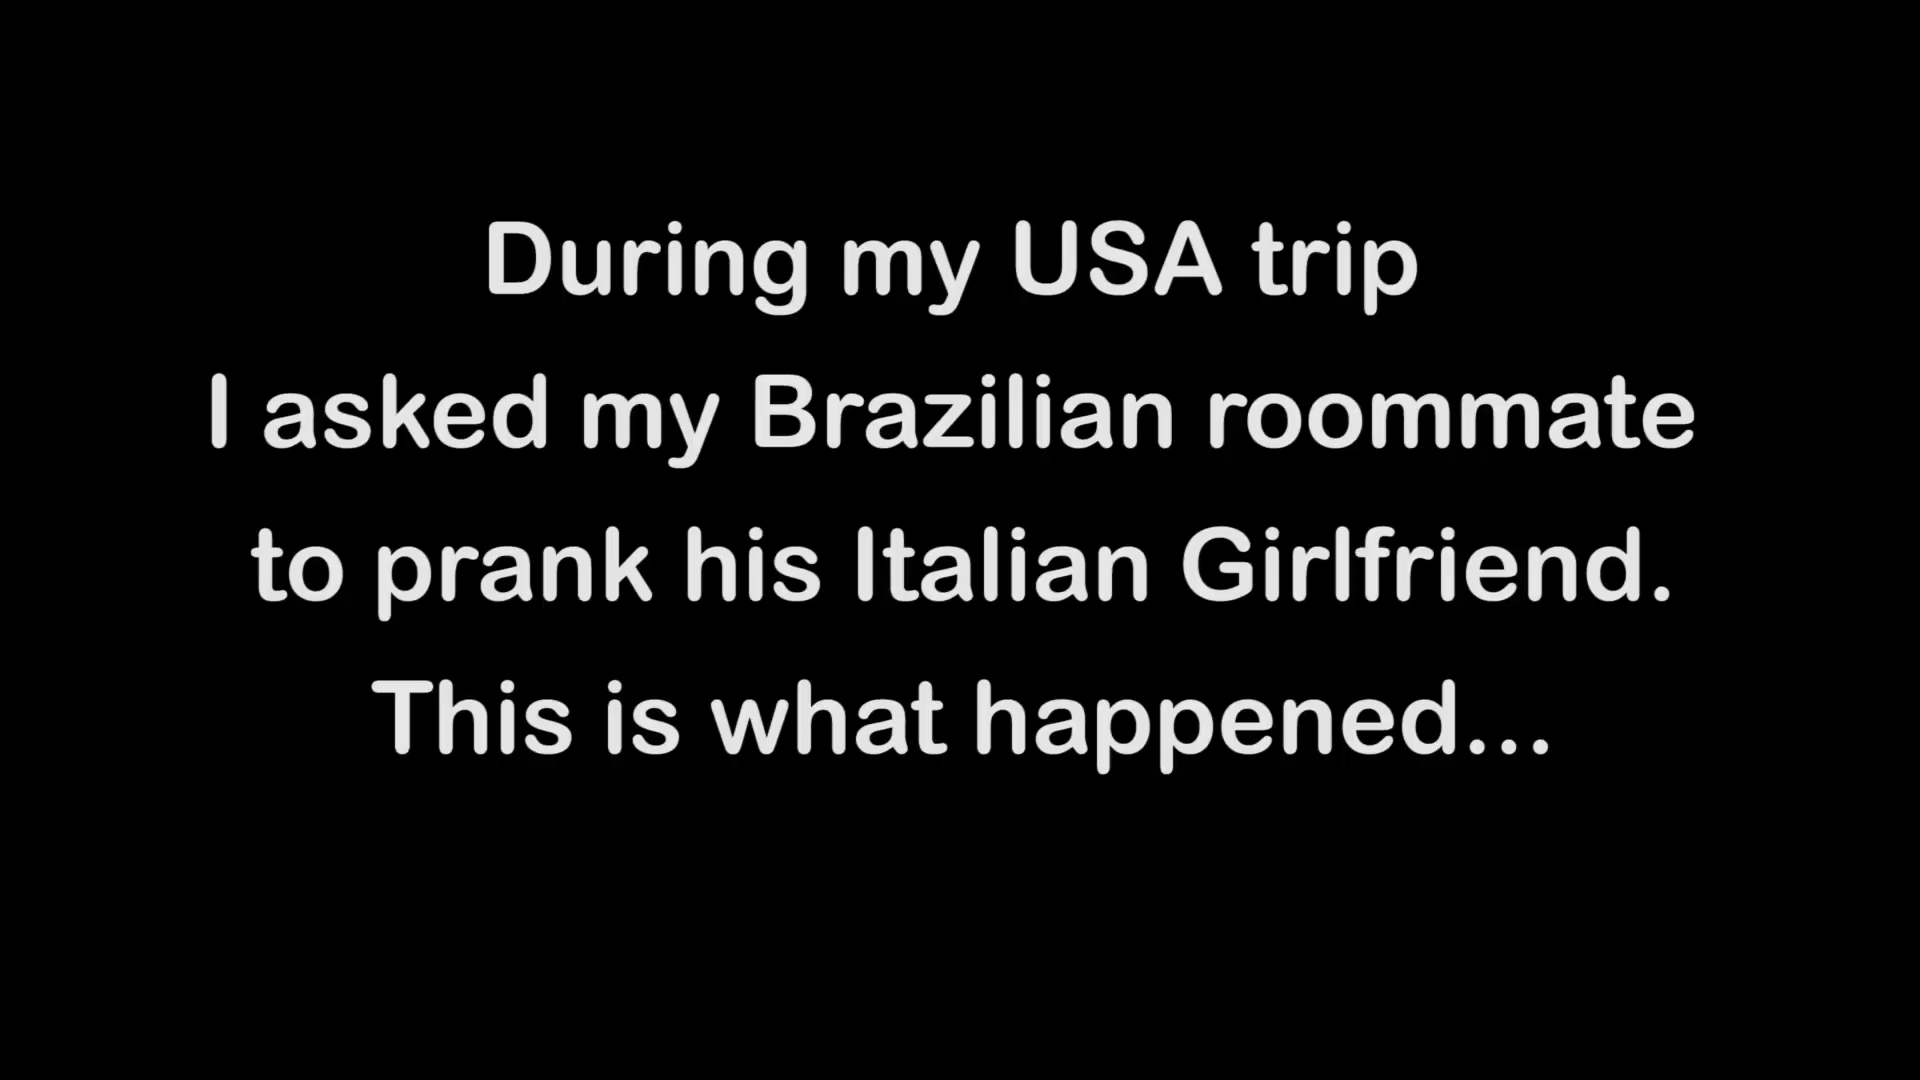 During my USA trip
I asked my Brazilian roommate
to prank his Italian Girlfriend.
This is what happened...